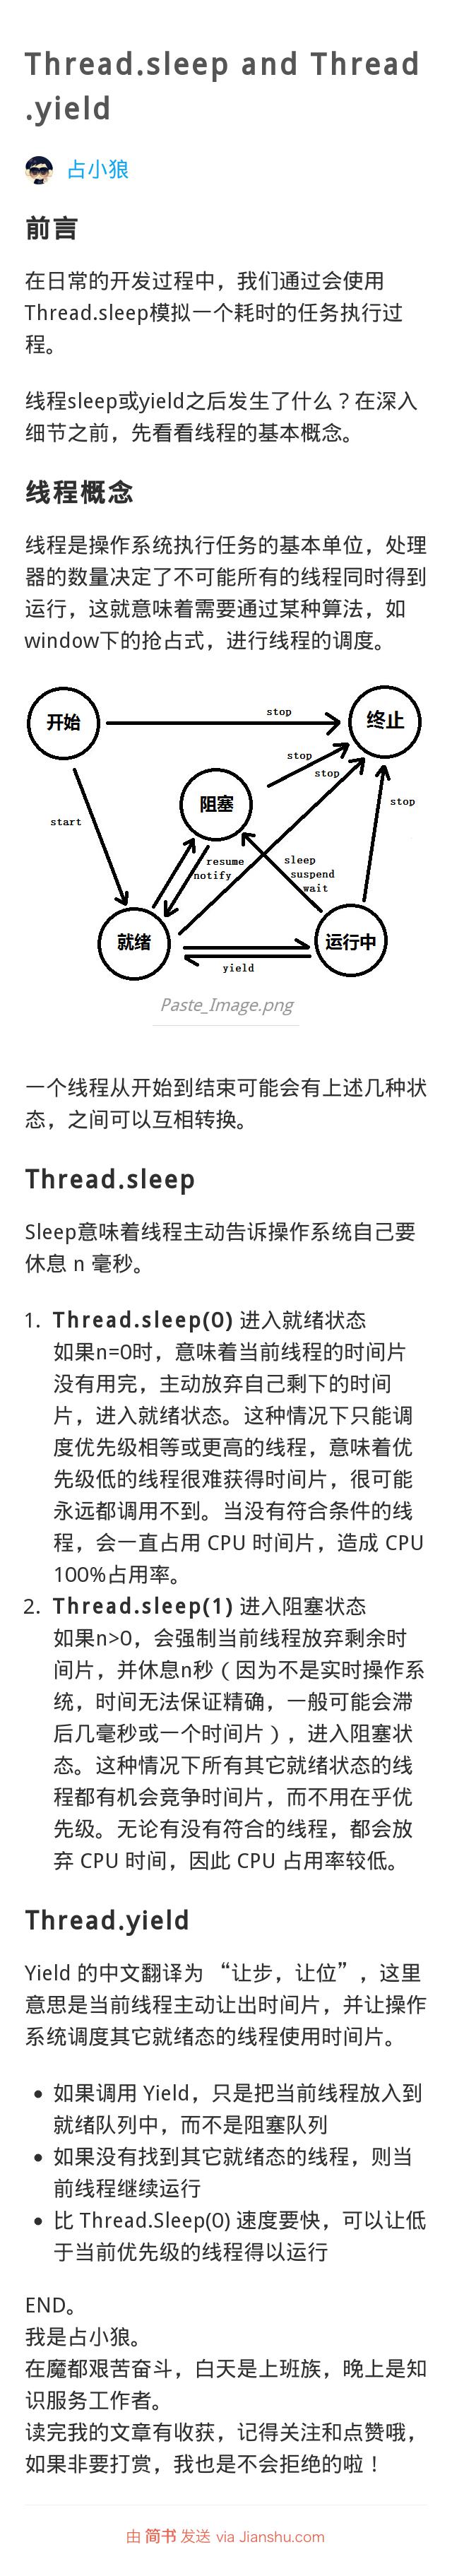 Thread.sleep and Thread
.yield
占小狼
前言
在日常的开发过程中，我们通过会使用
Thread.sleep模拟一个耗时的任务执行过
程。
线程sleep或yield之后发生了什么？在深入
细节之前，先看看线程的基本概念。
线程概念
线程是操作系统执行任务的基本单位，处理
器的数量决定了不可能所有的线程同时得到
运行，这就意味着需要通过某种算法，如
window下的抢占式，进行线程的调度。
开始
stop
终止
stop
stop
阻塞
stop
start
resume
notify
sleep
suspend
wait
就绪
运行中
yield
Paste_Image.png
一个线程从开始到结束可能会有上述几种状
态，之间可以互相转换。
Thread.sleep
Sleep意味着线程主动告诉操作系统自己要
休息 n 毫秒。
1. Thread.sleep(0) 进入就绪状态
如果n=0时，意味着当前线程的时间片
没有用完，主动放弃自己剩下的时间
片，进入就绪状态。这种情况下只能调
度优先级相等或更高的线程，意味着优
先级低的线程很难获得时间片，很可能
永远都调用不到。当没有符合条件的线
程，会一直占用 CPU 时间片，造成 CPU
100%占用率。
2. Thread.sleep(1) 进入阻塞状态
如果n>0，会强制当前线程放弃剩余时
间片，并休息n秒（因为不是实时操作系
统，时间无法保证精确，一般可能会滞
后几毫秒或一个时间片），进入阻塞状
态。这种情况下所有其它就绪状态的线
程都有机会竞争时间片，而不用在乎优
先级。无论有没有符合的线程，都会放
弃 CPU 时间，因此 CPU 占用率较低。
Thread.yield
Yield 的中文翻译为 “让步，让位”，这里
意思是当前线程主动让出时间片，并让操作
系统调度其它就绪态的线程使用时间片。
• 如果调用 Yield，只是把当前线程放入到
就绪队列中，而不是阻塞队列
• 如果没有找到其它就绪态的线程，则当
前线程继续运行
• 比 Thread.Sleep(0) 速度要快，可以让低
于当前优先级的线程得以运行
END。
我是占小狼。
在魔都艰苦奋斗，白天是上班族，晚上是知
识服务工作者。
读完我的文章有收获，记得关注和点赞哦，
如果非要打赏，我也是不会拒绝的啦！
由 简书 发送 via Jianshu.com